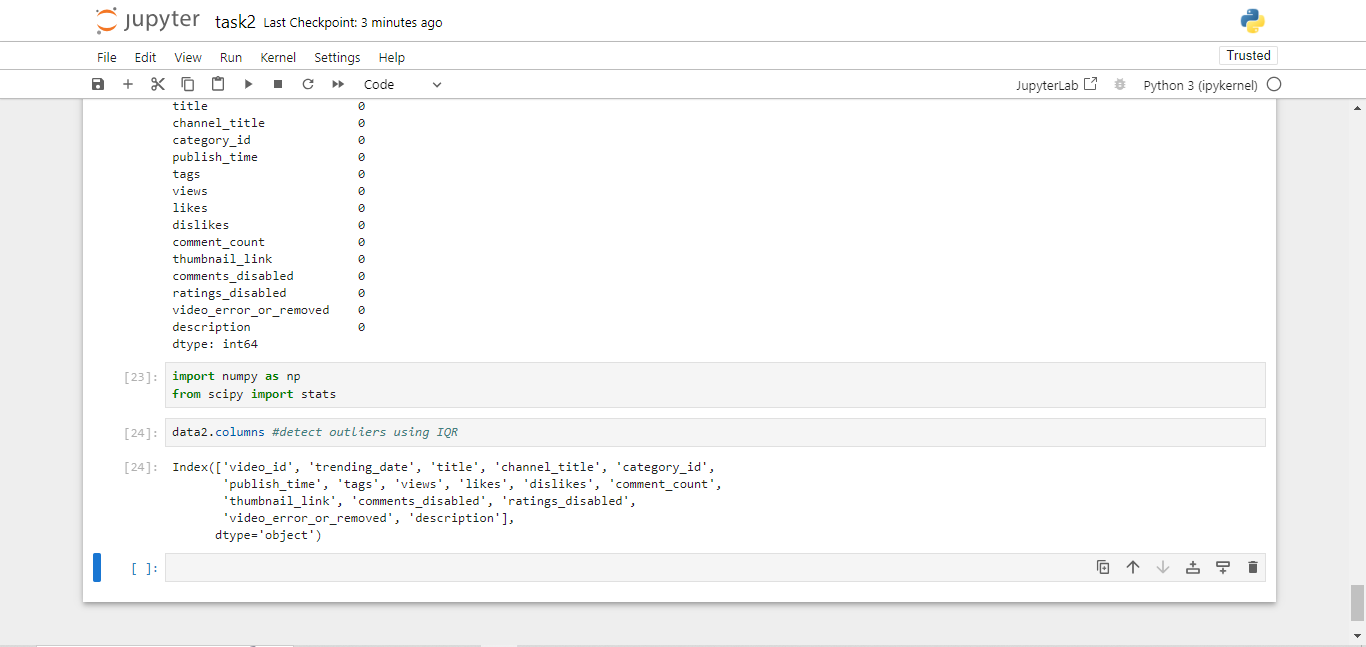 jupyter task2 Last Checkpoint: 3 minutes ago
File Edit View Run Kernel Settings Help
Trusted
Code
JupyterLab
Python 3 (ipykernel)
title 0
channel_title 0
category_id 0
publish_time 0
tags 0
views 0
likes 0
dislikes 0
comment_count 0
thumbnail_link 0
comments_disabled 0
ratings_disabled 0
video_error_or_removed 0
description 0
dtype: int64
[23]: import numpy as np
from scipy import stats
[24]: data2.columns #detect outliers using IQR
[24]: Index(['video_id', 'trending_date', 'title', 'channel_title', 'category_id',
'publish_time', 'tags', 'views', 'likes', 'dislikes', 'comment_count',
'thumbnail_link', 'comments_disabled', 'ratings_disabled',
'video_error_or_removed', 'description'],
dtype='object')
[ ]: